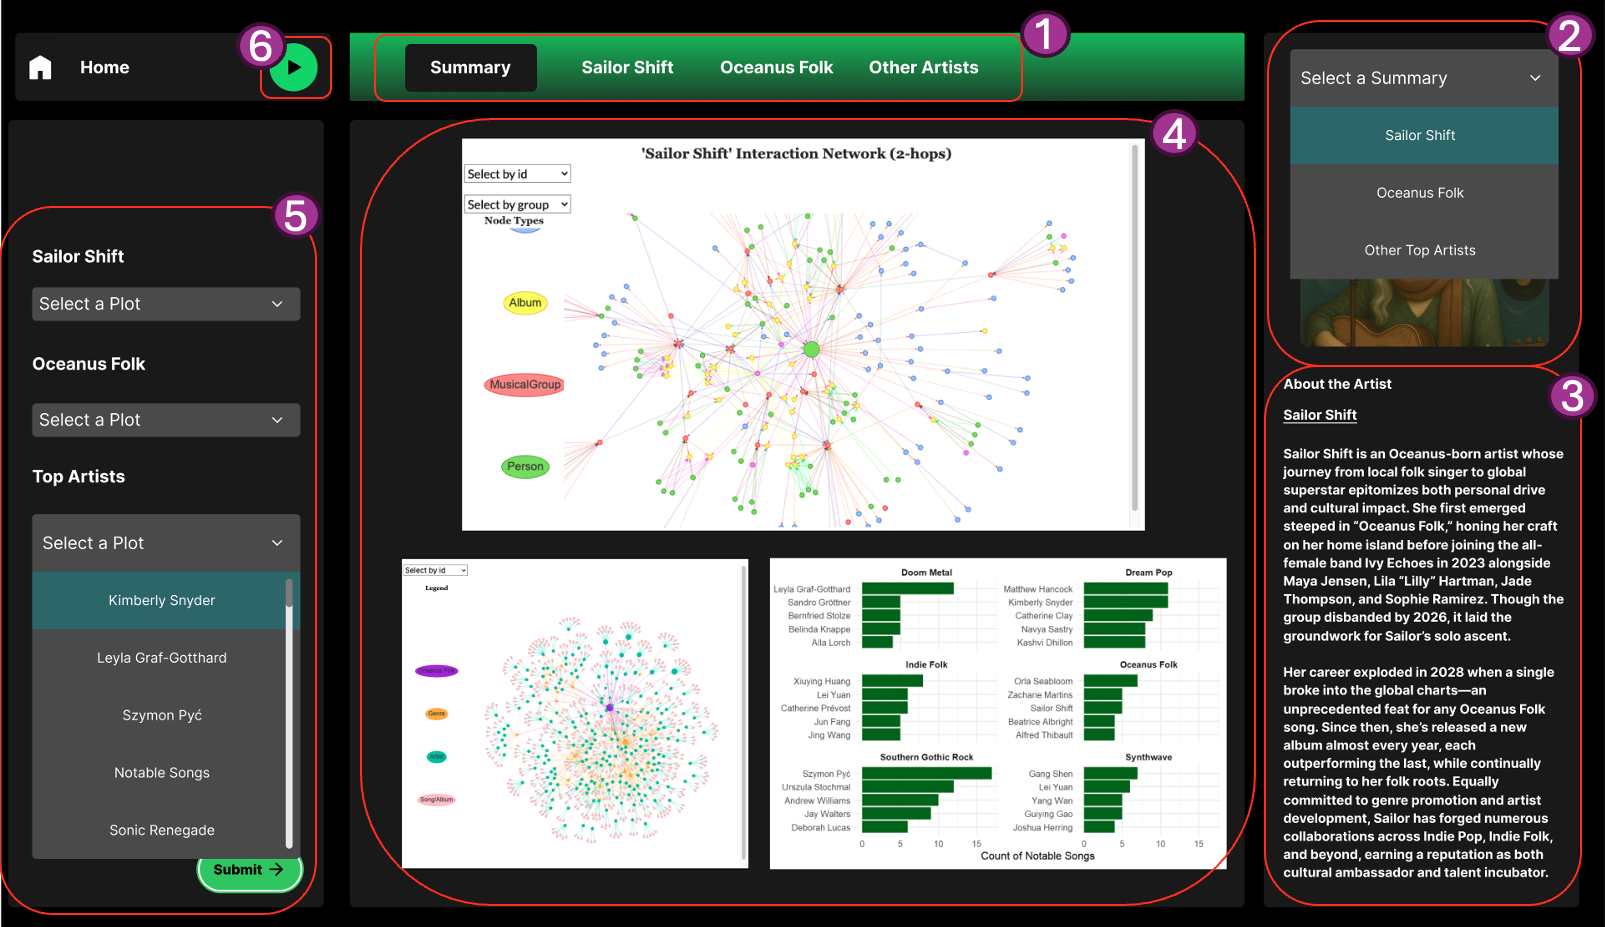 6
Home
1
Summary
Sailor Shift
Oceanus Folk
Other Artists
2
Select a Summary
Sailor Shift
Oceanus Folk
Other Top Artists
5
Sailor Shift
Select a Plot
Oceanus Folk
Select a Plot
Top Artists
Select a Plot
Kimberly Snyder
Leyla Graf-Gotthard
Szymon Pyć
Notable Songs
Sonic Renegade
Submit →
4
'Sailor Shift' Interaction Network (2-hops)
Select by id
Select by group
Node Types
Album
MusicalGroup
Person
Select by id
Legend
Oceanus Folk
Genre
Artist
Song/Album
Doom Metal
Leyla Graf-Gotthard
Sandro Gröttner
Bernfried Stolze
Belinda Knappe
Alla Lorch
Dream Pop
Matthew Hancock
Kimberly Snyder
Catherine Clay
Navya Sastry
Kashvi Dhillon
Indie Folk
Xiuying Huang
Lei Yuan
Catherine Prévost
Jun Fang
Jing Wang
Oceanus Folk
Orla Seabloom
Zacharie Martins
Sailor Shift
Beatrice Albright
Alfred Thibault
Southern Gothic Rock
Szymon Pyć
Urszula Stochmal
Andrew Williams
Jay Walters
Deborah Lucas
0 5 10 15
Synthwave
Gang Shen
Lei Yuan
Yang Wan
Guiying Gao
Joshua Herring
0 5 10 15
Count of Notable Songs
3
About the Artist
Sailor Shift
Sailor Shift is an Oceanus-born artist whose
journey from local folk singer to global
superstar epitomizes both personal drive
and cultural impact. She first emerged
steeped in “Oceanus Folk,” honing her craft
on her home island before joining the all-
female band Ivy Echoes in 2023 alongside
Maya Jensen, Lila “Lilly” Hartman, Jade
Thompson, and Sophie Ramirez. Though the
group disbanded by 2026, it laid the
groundwork for Sailor’s solo ascent.
Her career exploded in 2028 when a single
broke into the global charts—an
unprecedented feat for any Oceanus Folk
song. Since then, she’s released a new
album almost every year, each
outperforming the last, while continually
returning to her folk roots. Equally
committed to genre promotion and artist
development, Sailor has forged numerous
collaborations across Indie Pop, Indie Folk,
and beyond, earning a reputation as both
cultural ambassador and talent incubator.